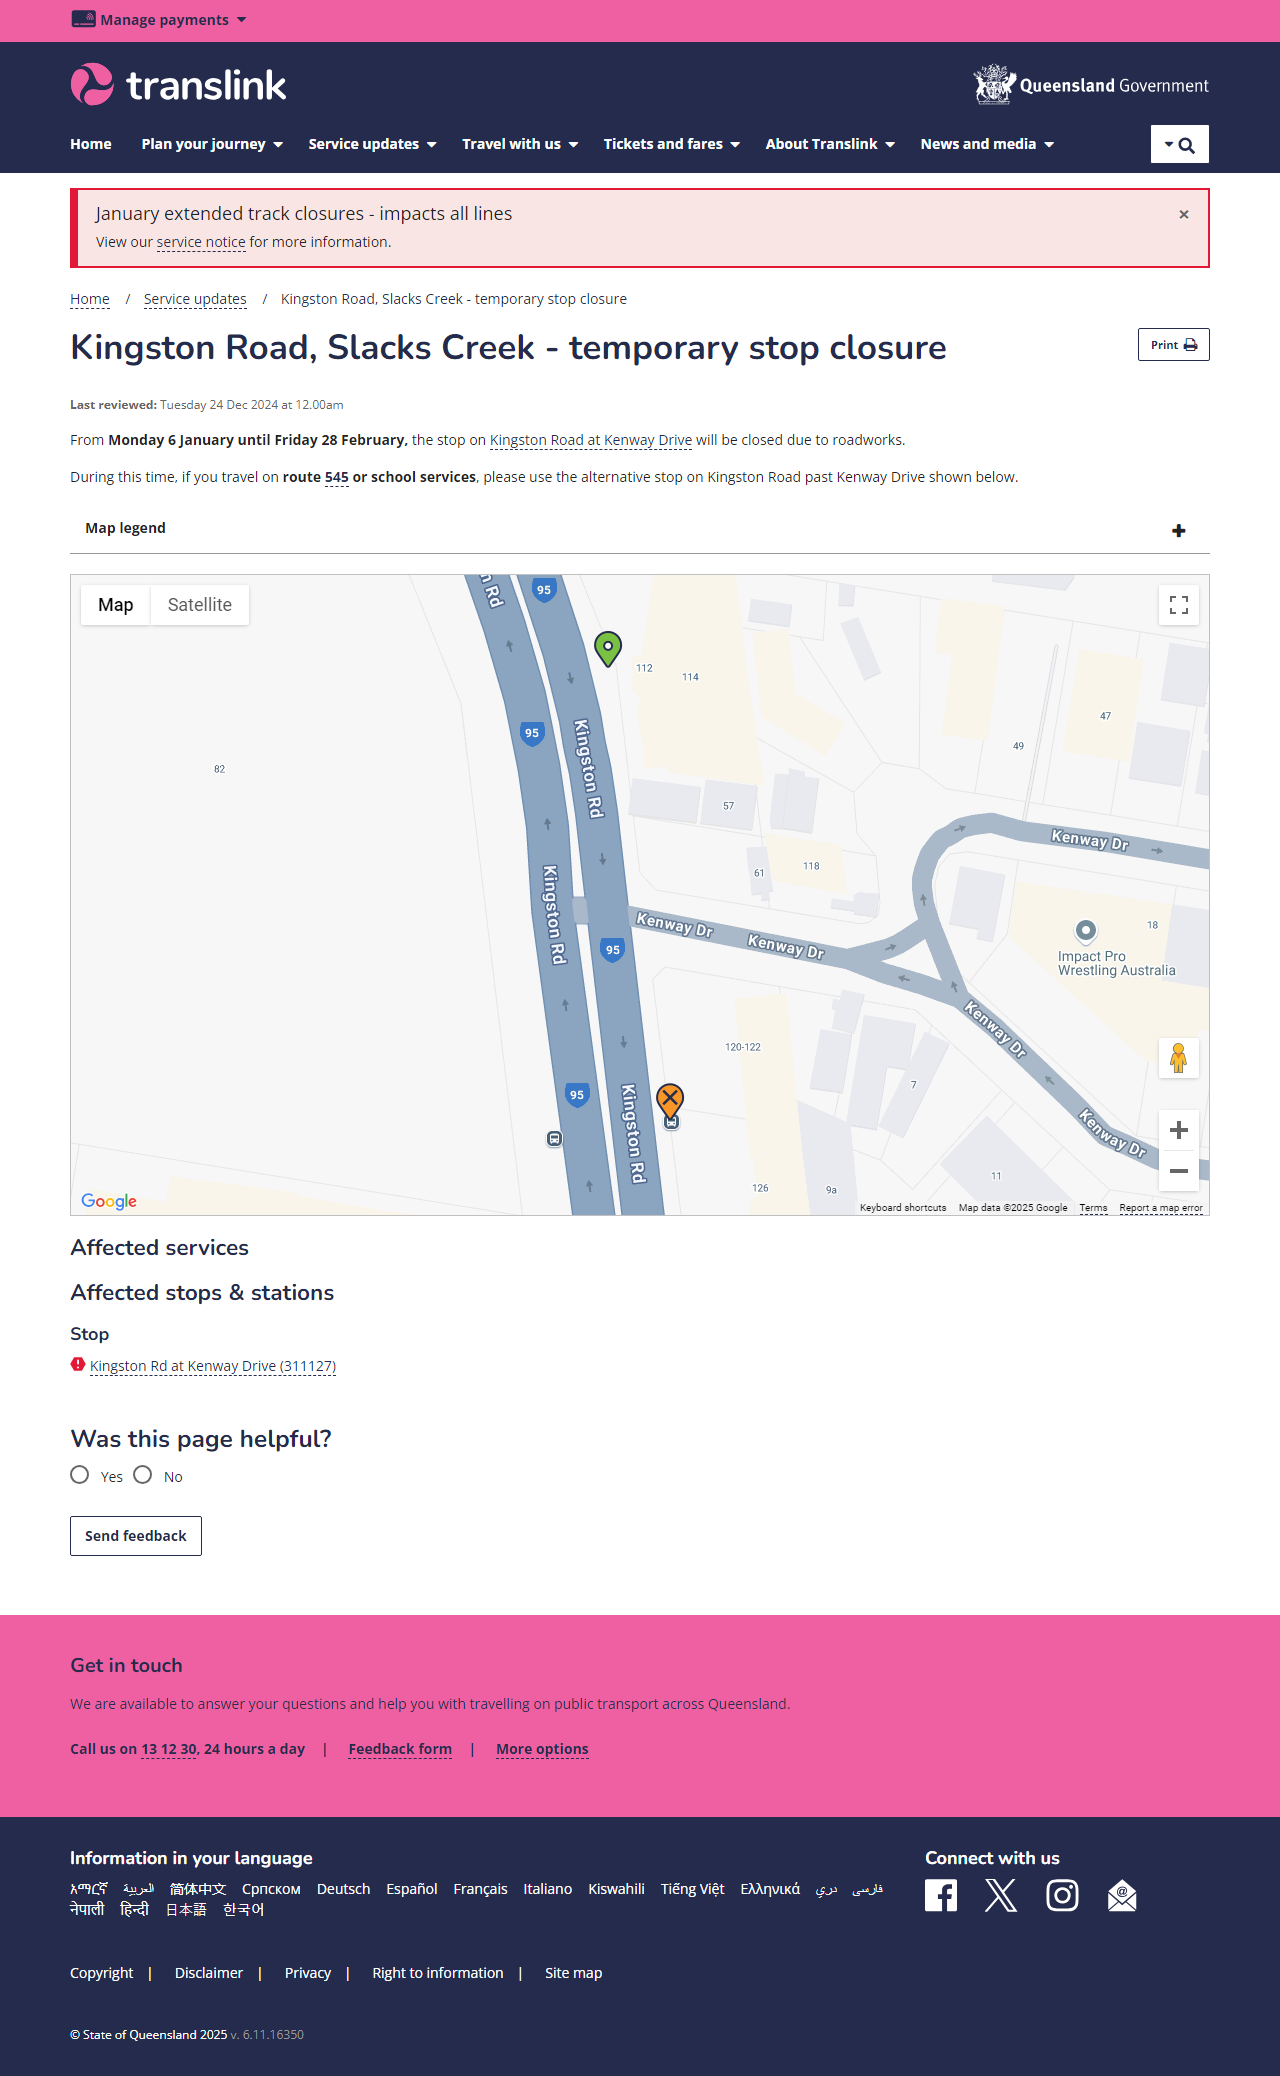 Manage payments
translink
Queensland Government
Home Plan your journey Service updates Travel with us Tickets and fares About Translink News and media
January extended track closures - impacts all lines ×
View our service notice for more information.
Home / Service updates / Kingston Road, Slacks Creek - temporary stop closure
Kingston Road, Slacks Creek - temporary stop closure
Print
Last reviewed: Tuesday 24 Dec 2024 at 12.00am
From Monday 6 January until Friday 28 February, the stop on Kingston Road at Kenway Drive will be closed due to roadworks.
During this time, if you travel on route 545 or school services, please use the alternative stop on Kingston Road past Kenway Drive shown below.
Map legend
Map Satellite
n Rd
95
112
114
47
49
95
Kingston Rd
82
57
Kenway Dr
118
61
Kingston Rd
Kenway Dr
Kenway Dr
18
95
Impact Pro
Wrestling Australia
Kenway Dr
120-122
7
95
Kingston Rd
Kenway Dr
11
126
9a
Google
Keyboard shortcuts Map data ©2025 Google Terms Report a map error
Affected services
Affected stops & stations
Stop
Kingston Rd at Kenway Drive (311127)
Was this page helpful?
Yes No
Send feedback
Get in touch
We are available to answer your questions and help you with travelling on public transport across Queensland.
Call us on 13 12 30, 24 hours a day | Feedback form | More options
Information in your language
አማርኛ العربية 简体中文 Српском Deutsch Español Français Italiano Kiswahili Tiếng Việt Ελληνικά دري فارسی
नेपाली हिन्दी 日本語 한국어
Connect with us
Copyright | Disclaimer | Privacy | Right to information | Site map
© State of Queensland 2025 v. 6.11.16350